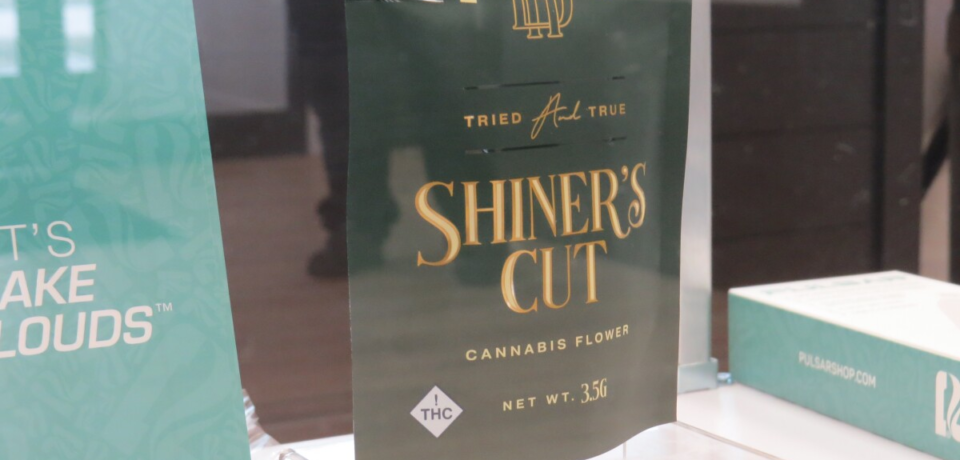 T'S
AKE
LOUDS™
TRIED And TRUE
SHINER'S
CUT
CANNABIS FLOWER
NET WT. 3.5G
!
THC
PULSARSHOP.COM